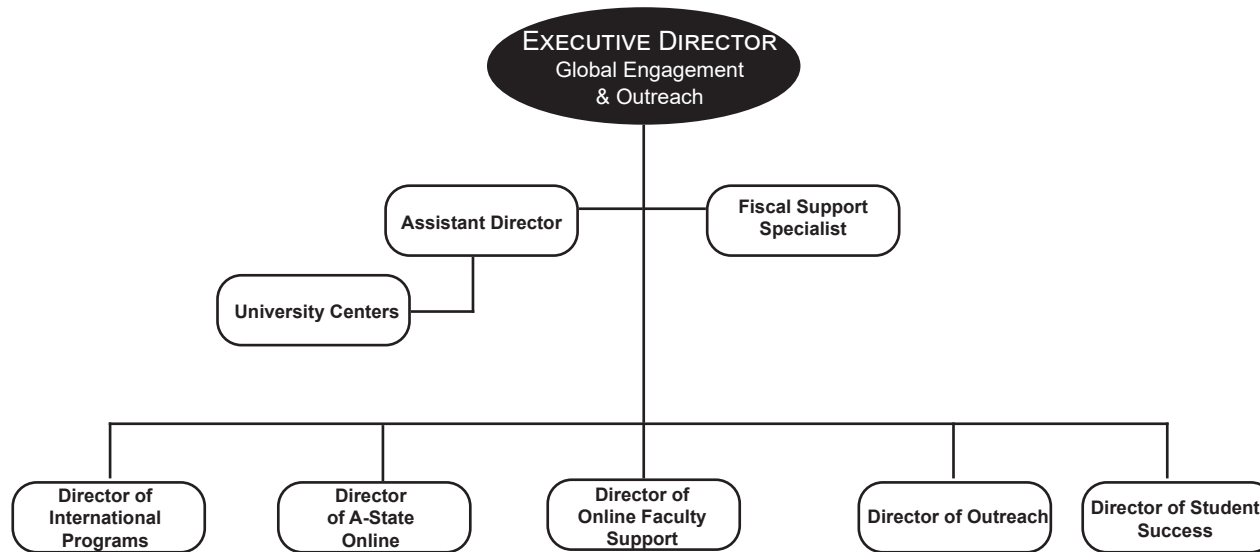 EXECUTIVE DIRECTOR
Global Engagement
& Outreach
Assistant Director
Fiscal Support
Specialist
University Centers
Director of
International
Programs
Director
of A-State
Online
Director of
Online Faculty
Support
Director of Outreach
Director of Student
Success